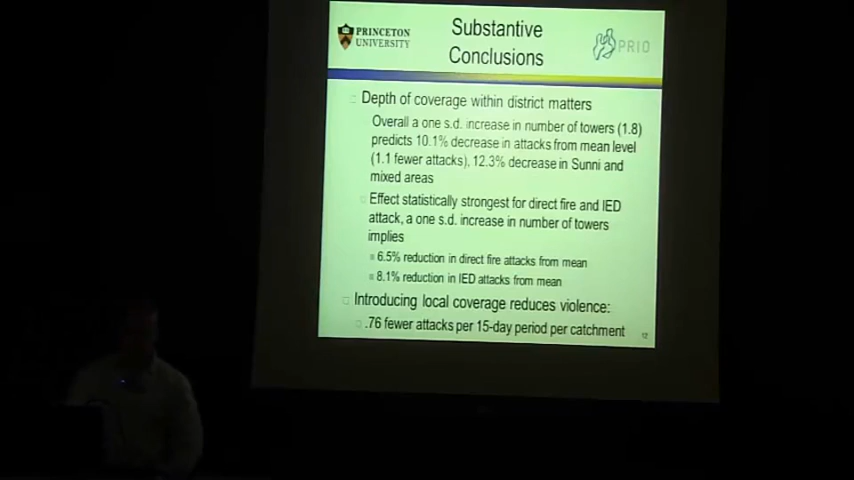 PRINCETON
UNIVERSITY
Substantive
Conclusions
PRIO
Depth of coverage within district matters
Overall a one s.d. increase in number of towers (1.8)
predicts 10.1% decrease in attacks from mean level
(1.1 fewer attacks), 12.3% decrease in Sunni and
mixed areas
Effect statistically strongest for direct fire and IED
attack, a one s.d. increase in number of towers
implies
6.5% reduction in direct fire attacks from mean
8.1% reduction in IED attacks from mean
Introducing local coverage reduces violence:
.76 fewer attacks per 15-day period per catchment
12